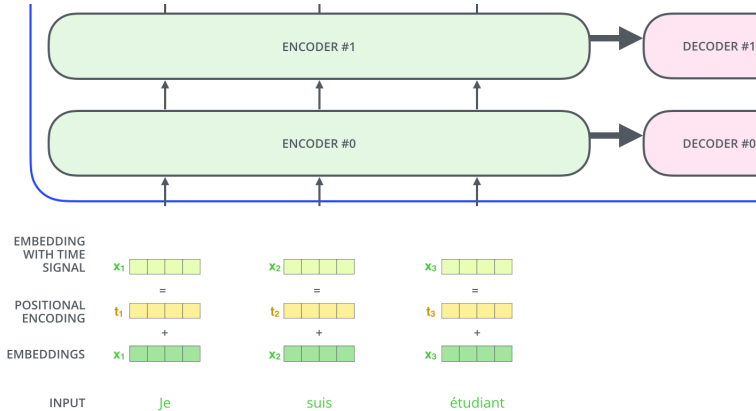 ENCODER #1
DECODER #1
ENCODER #0
DECODER #0
EMBEDDING
WITH TIME
SIGNAL
x₁ x₂ x₃
= = =
POSITIONAL
ENCODING
t₁ t₂ t₃
+ + +
EMBEDDINGS x₁ x₂ x₃
INPUT Je suis étudiant